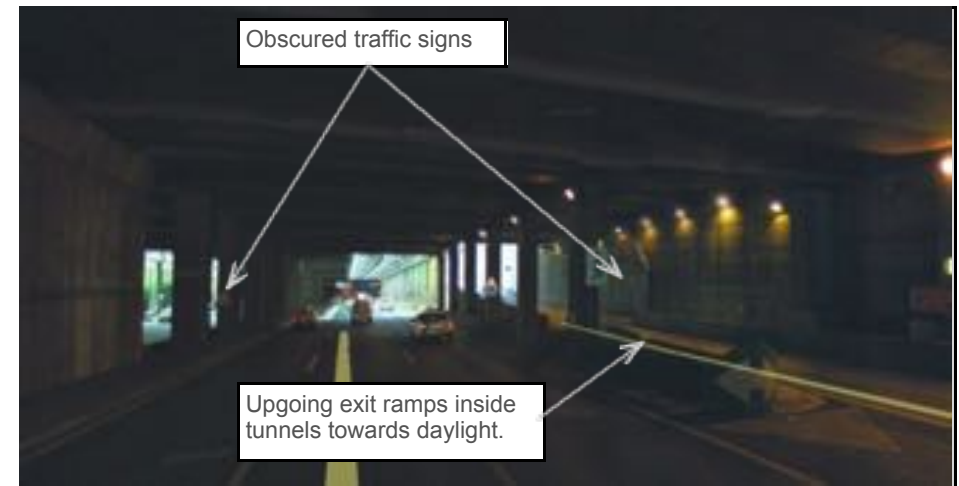 Obscured traffic signs
Upgoing exit ramps inside
tunnels towards daylight.